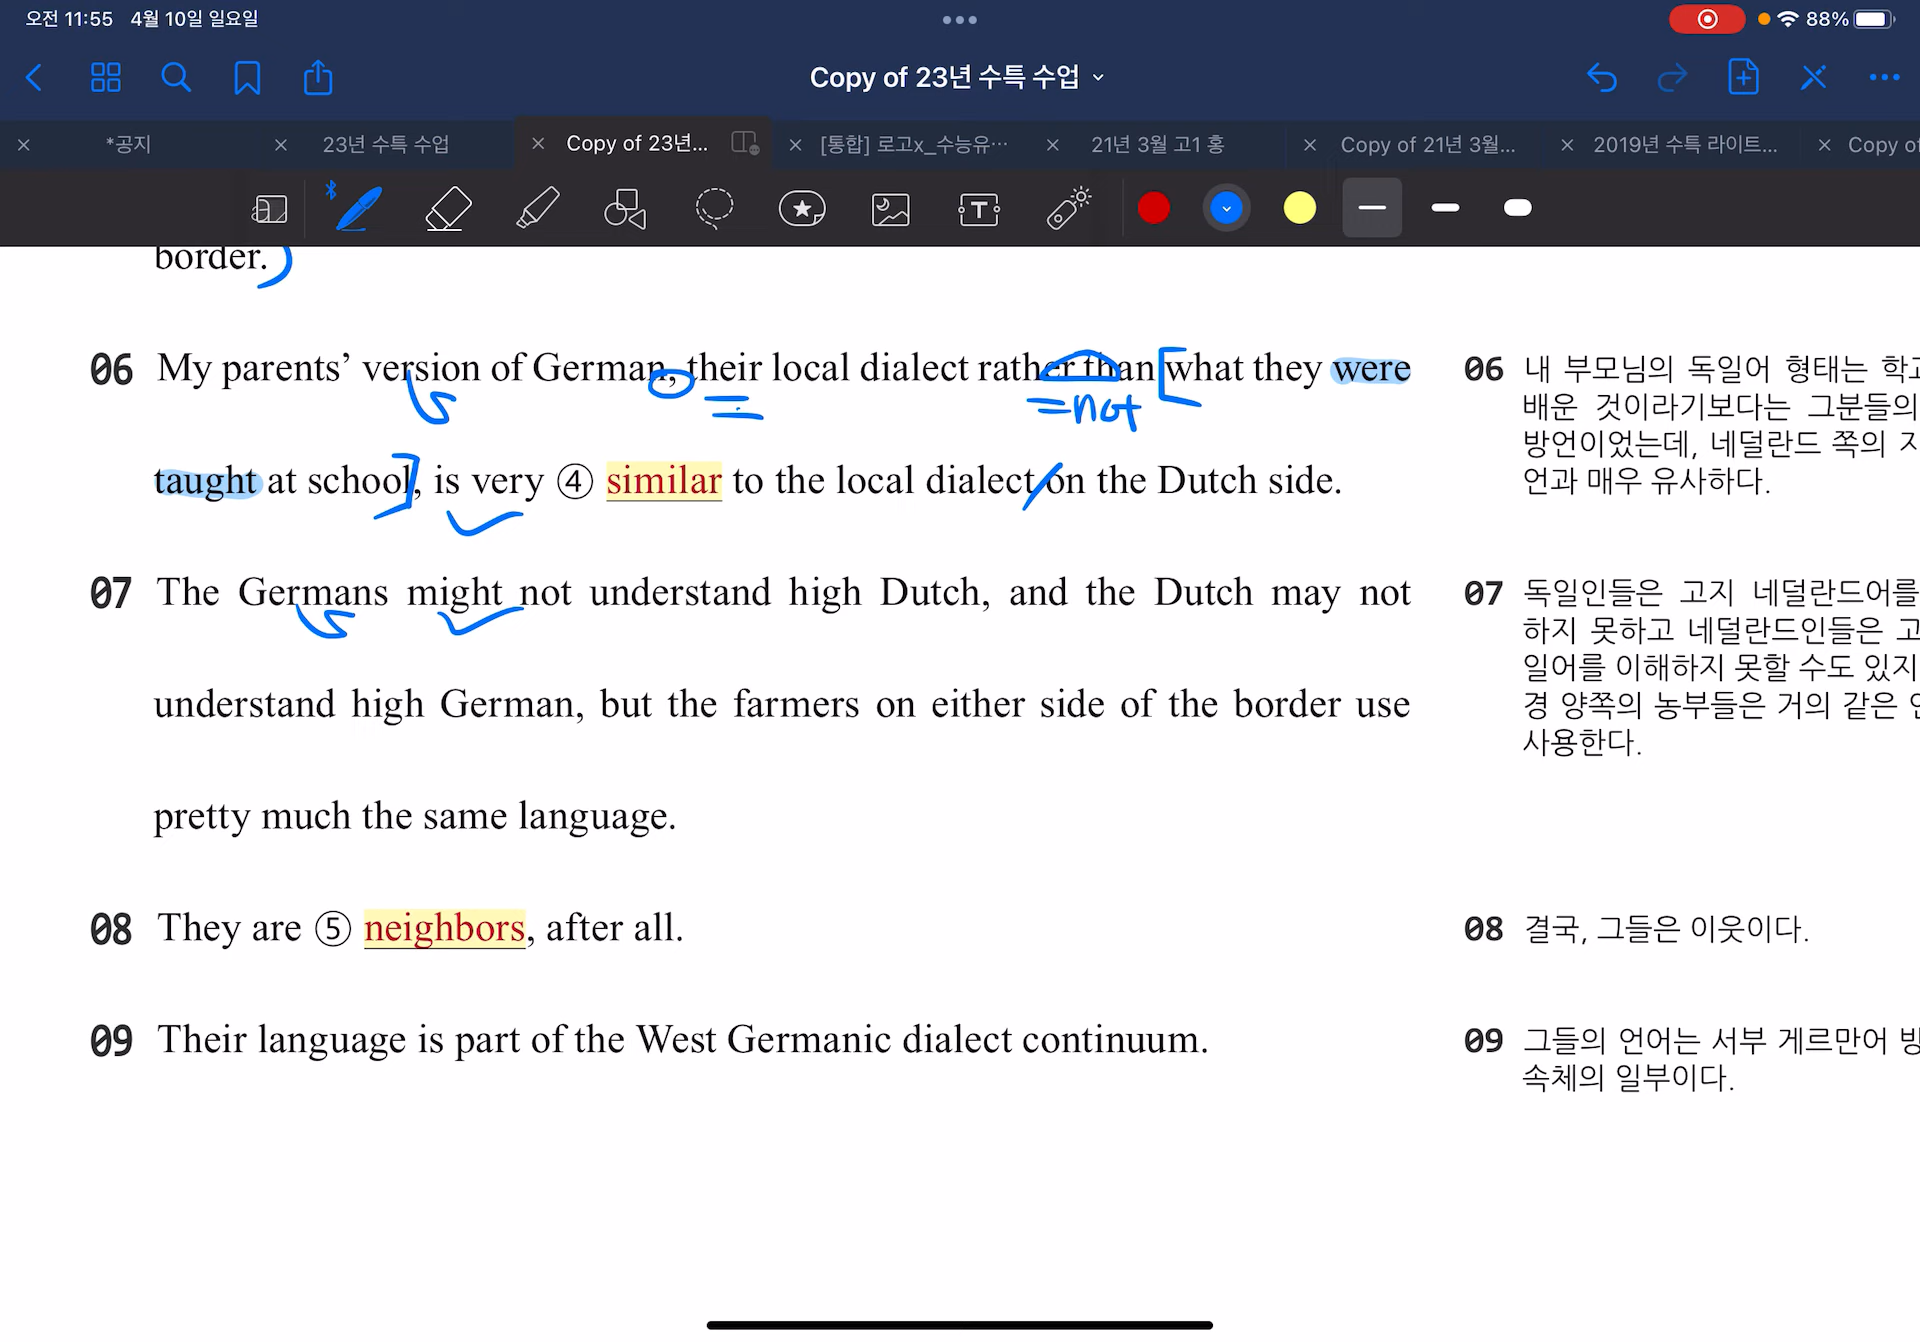 오전 11:55 4월 10일 일요일
88%
Copy of 23년 수특 수업
*공지
23년 수특 수업
Copy of 23년...
[통합] 로고x_수능유…
21년 3월 고1 홍
Copy of 21년 3월...
2019년 수특 라이트...
Copy of
border.)
06 My parents’ version of German, their local dialect rather than [what they were
=not
taught at school], is very ④ similar to the local dialect / on the Dutch side.
07 The Germans might not understand high Dutch, and the Dutch may not
understand high German, but the farmers on either side of the border use
pretty much the same language.
08 They are ⑤ neighbors, after all.
09 Their language is part of the West Germanic dialect continuum.
06 내 부모님의 독일어 형태는 학교
배운 것이라기보다는 그분들의
방언이었는데, 네덜란드 쪽의 지
언과 매우 유사하다.
07 독일인들은 고지 네덜란드어를
하지 못하고 네덜란드인들은 고
일어를 이해하지 못할 수도 있지
경 양쪽의 농부들은 거의 같은
사용한다.
08 결국, 그들은 이웃이다.
09 그들의 언어는 서부 게르만어 방
속체의 일부이다.